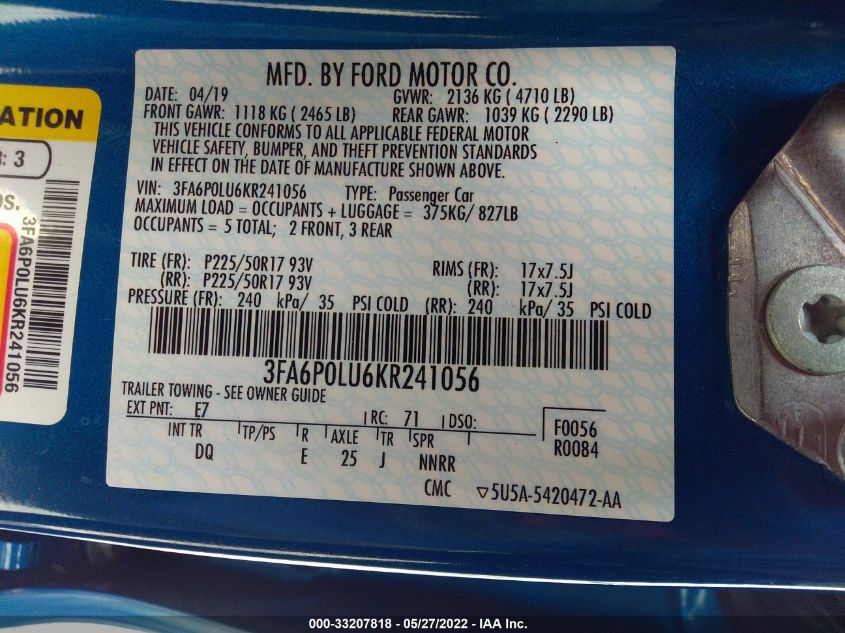 MFD. BY FORD MOTOR CO.
DATE: 04/19 GVWR: 2136 KG ( 4710 LB)
FRONT GAWR: 1118 KG ( 2465 LB) REAR GAWR: 1039 KG ( 2290 LB)
THIS VEHICLE CONFORMS TO ALL APPLICABLE FEDERAL MOTOR
VEHICLE SAFETY, BUMPER, AND THEFT PREVENTION STANDARDS
IN EFFECT ON THE DATE OF MANUFACTURE SHOWN ABOVE.
VIN: 3FA6P0LU6KR241056 TYPE: Passenger Car
MAXIMUM LOAD = OCCUPANTS + LUGGAGE = 375KG/ 827LB
OCCUPANTS = 5 TOTAL; 2 FRONT, 3 REAR
TIRE (FR): P225/50R17 93V RIMS (FR): 17x7.5J
(RR): P225/50R17 93V (RR): 17x7.5J
PRESSURE (FR): 240 kPa/ 35 PSI COLD (RR): 240 kPa/ 35 PSI COLD
3FA6P0LU6KR241056
TRAILER TOWING - SEE OWNER GUIDE
EXT PNT: E7 RC: 71 DSO: F0056
INT TR TP/PS R AXLE TR SPR R0084
DQ E 25 J NNRR
CMC ▽5U5A-5420472-AA
ATION
R: 3
os.
3FA6P0LU6KR241056
000-33207818 - 05/27/2022 - IAA Inc.